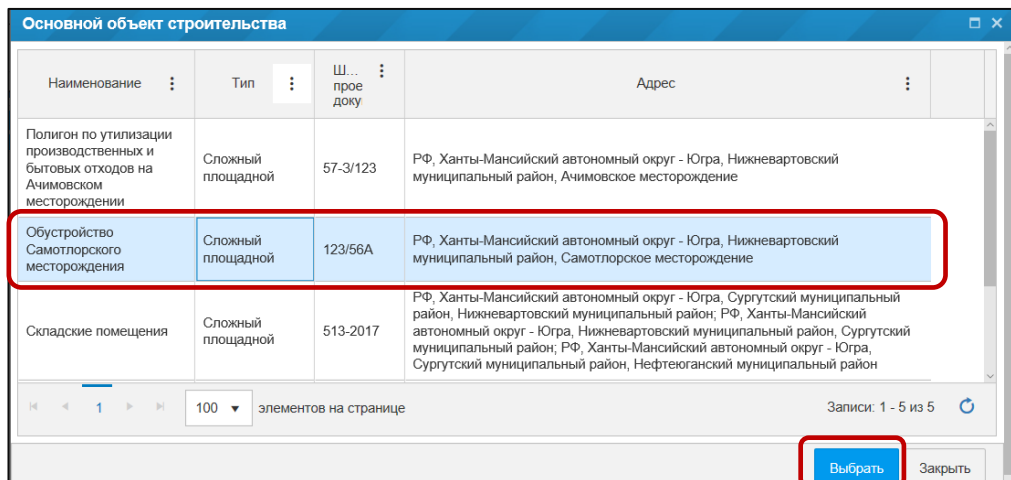 Основной объект строительства
Наименование
Тип
Ш...
прое
доку
Адрес
Полигон по утилизации
производственных и
бытовых отходов на
Ачимовском
месторождении
Сложный
площадной
57-3/123
РФ, Ханты-Мансийский автономный округ - Югра, Нижневартовский
муниципальный район, Ачимовское месторождение
Обустройство
Самотлорского
месторождения
Сложный
площадной
123/56А
РФ, Ханты-Мансийский автономный округ - Югра, Нижневартовский
муниципальный район, Самотлорское месторождение
Складские помещения
Сложный
площадной
513-2017
РФ, Ханты-Мансийский автономный округ - Югра, Сургутский муниципальный
район, Нижневартовский муниципальный район; РФ, Ханты-Мансийский
автономный округ - Югра, Нижневартовский муниципальный район, Сургутский
муниципальный район; РФ, Ханты-Мансийский автономный округ - Югра,
Сургутский муниципальный район, Нефтеюганский муниципальный район
1
100 элементов на странице
Записи: 1 - 5 из 5
Выбрать
Закрыть